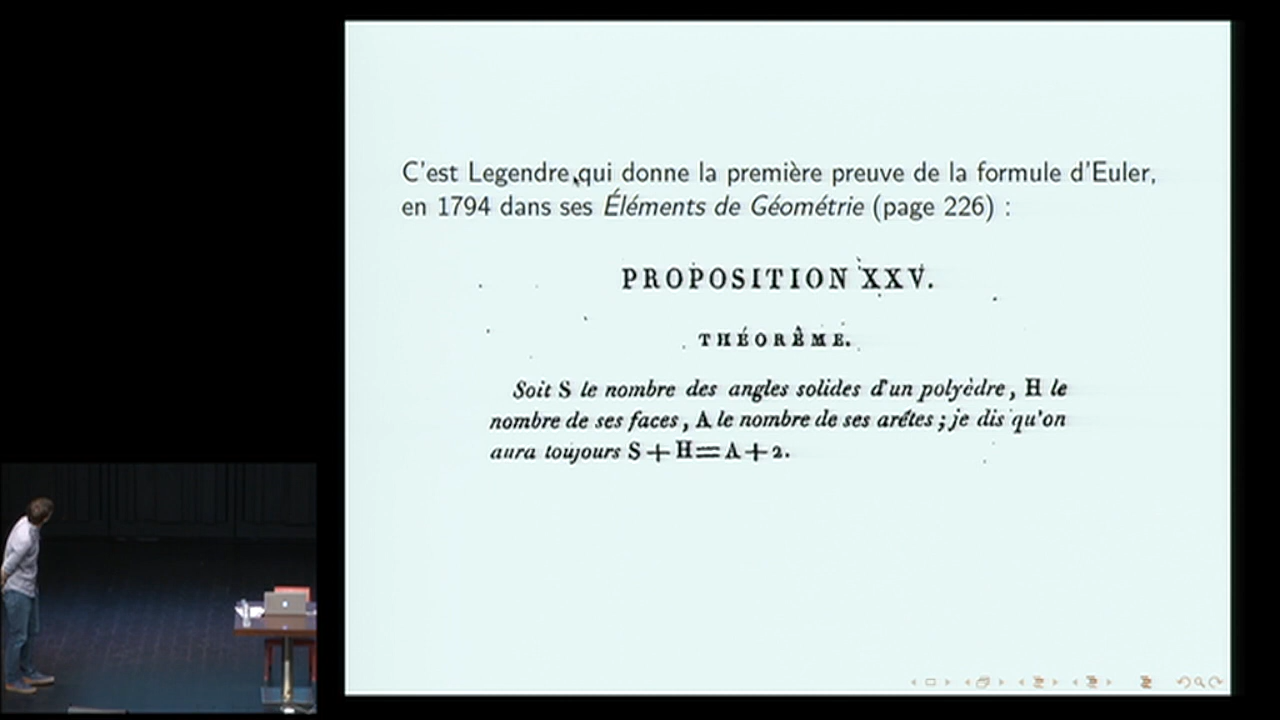 C'est Legendre qui donne la première preuve de la formule d'Euler,
en 1794 dans ses Éléments de Géométrie (page 226) :
PROPOSITION XXV.
THÉORÊME.
Soit S le nombre des angles solides d'un polyèdre, H le
nombre de ses faces, A le nombre de ses arêtes ; je dis qu'on
aura toujours S+H=A+2.